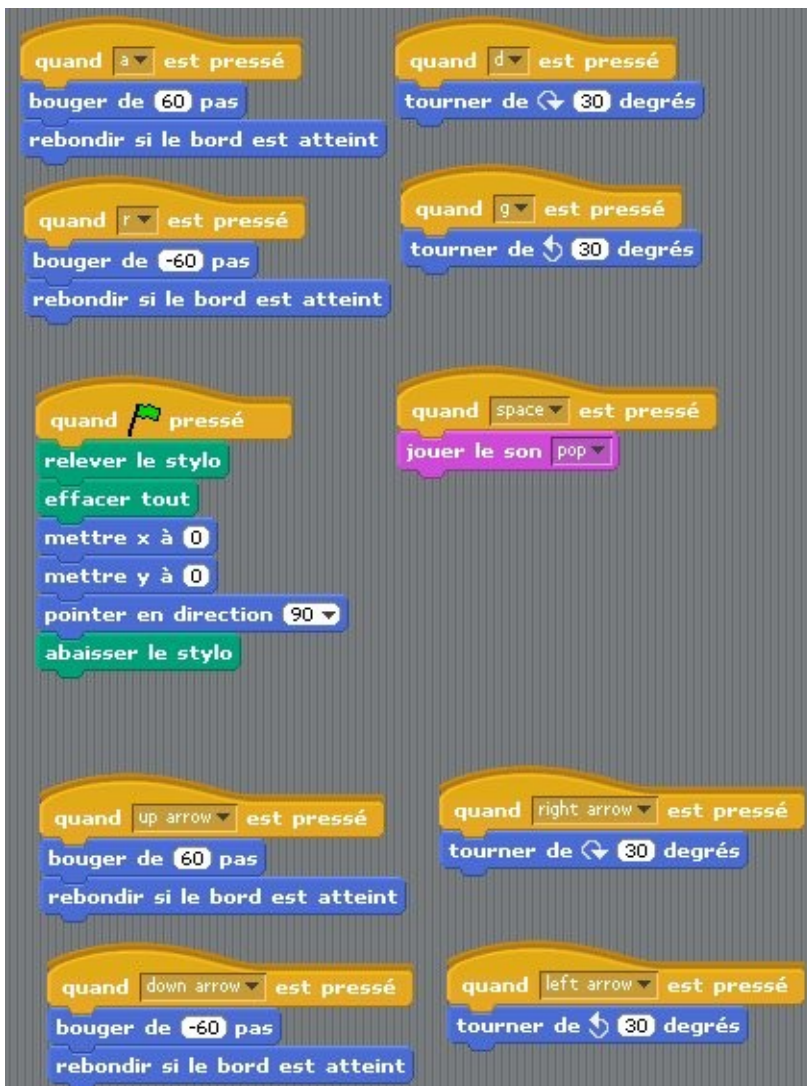 quand a est pressé
bouger de 60 pas
rebondir si le bord est atteint
quand d est pressé
tourner de 30 degrés
quand r est pressé
bouger de -60 pas
rebondir si le bord est atteint
quand g est pressé
tourner de 30 degrés
quand pressé
relever le stylo
effacer tout
mettre x à 0
mettre y à 0
pointer en direction 90
abaisser le stylo
quand space est pressé
jouer le son pop
quand up arrow est pressé
bouger de 60 pas
rebondir si le bord est atteint
quand right arrow est pressé
tourner de 30 degrés
quand down arrow est pressé
bouger de -60 pas
rebondir si le bord est atteint
quand left arrow est pressé
tourner de 30 degrés